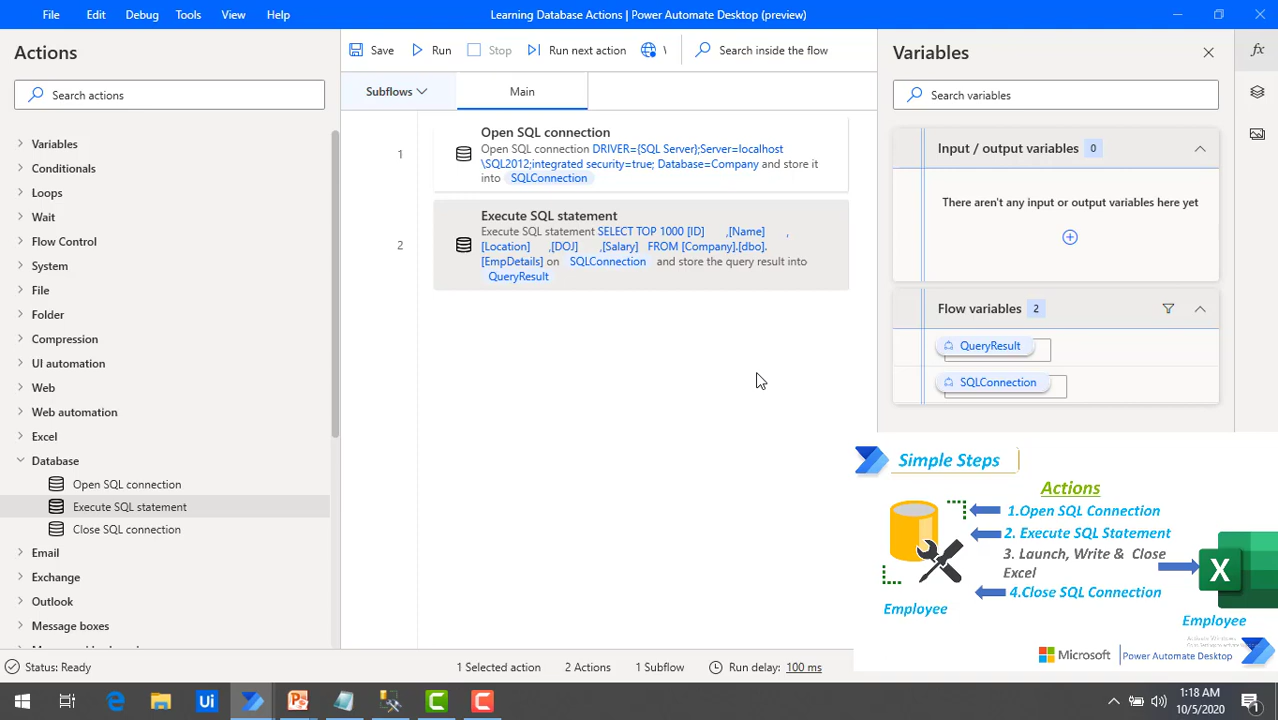 File Edit Debug Tools View Help
Learning Database Actions | Power Automate Desktop (preview)
Actions
Search actions
Variables
Conditionals
Loops
Wait
Flow Control
System
File
Folder
Compression
UI automation
Web
Web automation
Excel
Database
Open SQL connection
Execute SQL statement
Close SQL connection
Email
Exchange
Outlook
Message boxes
Save Run Stop Run next action \ Search inside the flow
Subflows Main
1
Open SQL connection
Open SQL connection DRIVER={SQL Server};Server=localhost
\SQL2012;integrated security=true; Database=Company and store it
into SQLConnection
2
Execute SQL statement
Execute SQL statement SELECT TOP 1000 [ID] ,[Name] ,
[Location] ,[DOJ] ,[Salary] FROM [Company].[dbo].
[EmpDetails] on SQLConnection and store the query result into
QueryResult
Variables
fx
Search variables
Input / output variables 0
There aren't any input or output variables here yet
Flow variables 2
QueryResult
SQLConnection
Simple Steps
Actions
1.Open SQL Connection
2. Execute SQL Statement
3. Launch, Write & Close
Excel
4.Close SQL Connection
Employee
X
Employee
Activate Windows
Microsoft | Power Automate Desktop
Status: Ready 1 Selected action 2 Actions 1 Subflow Run delay: 100 ms
Ui
1:18 AM
10/5/2020
1